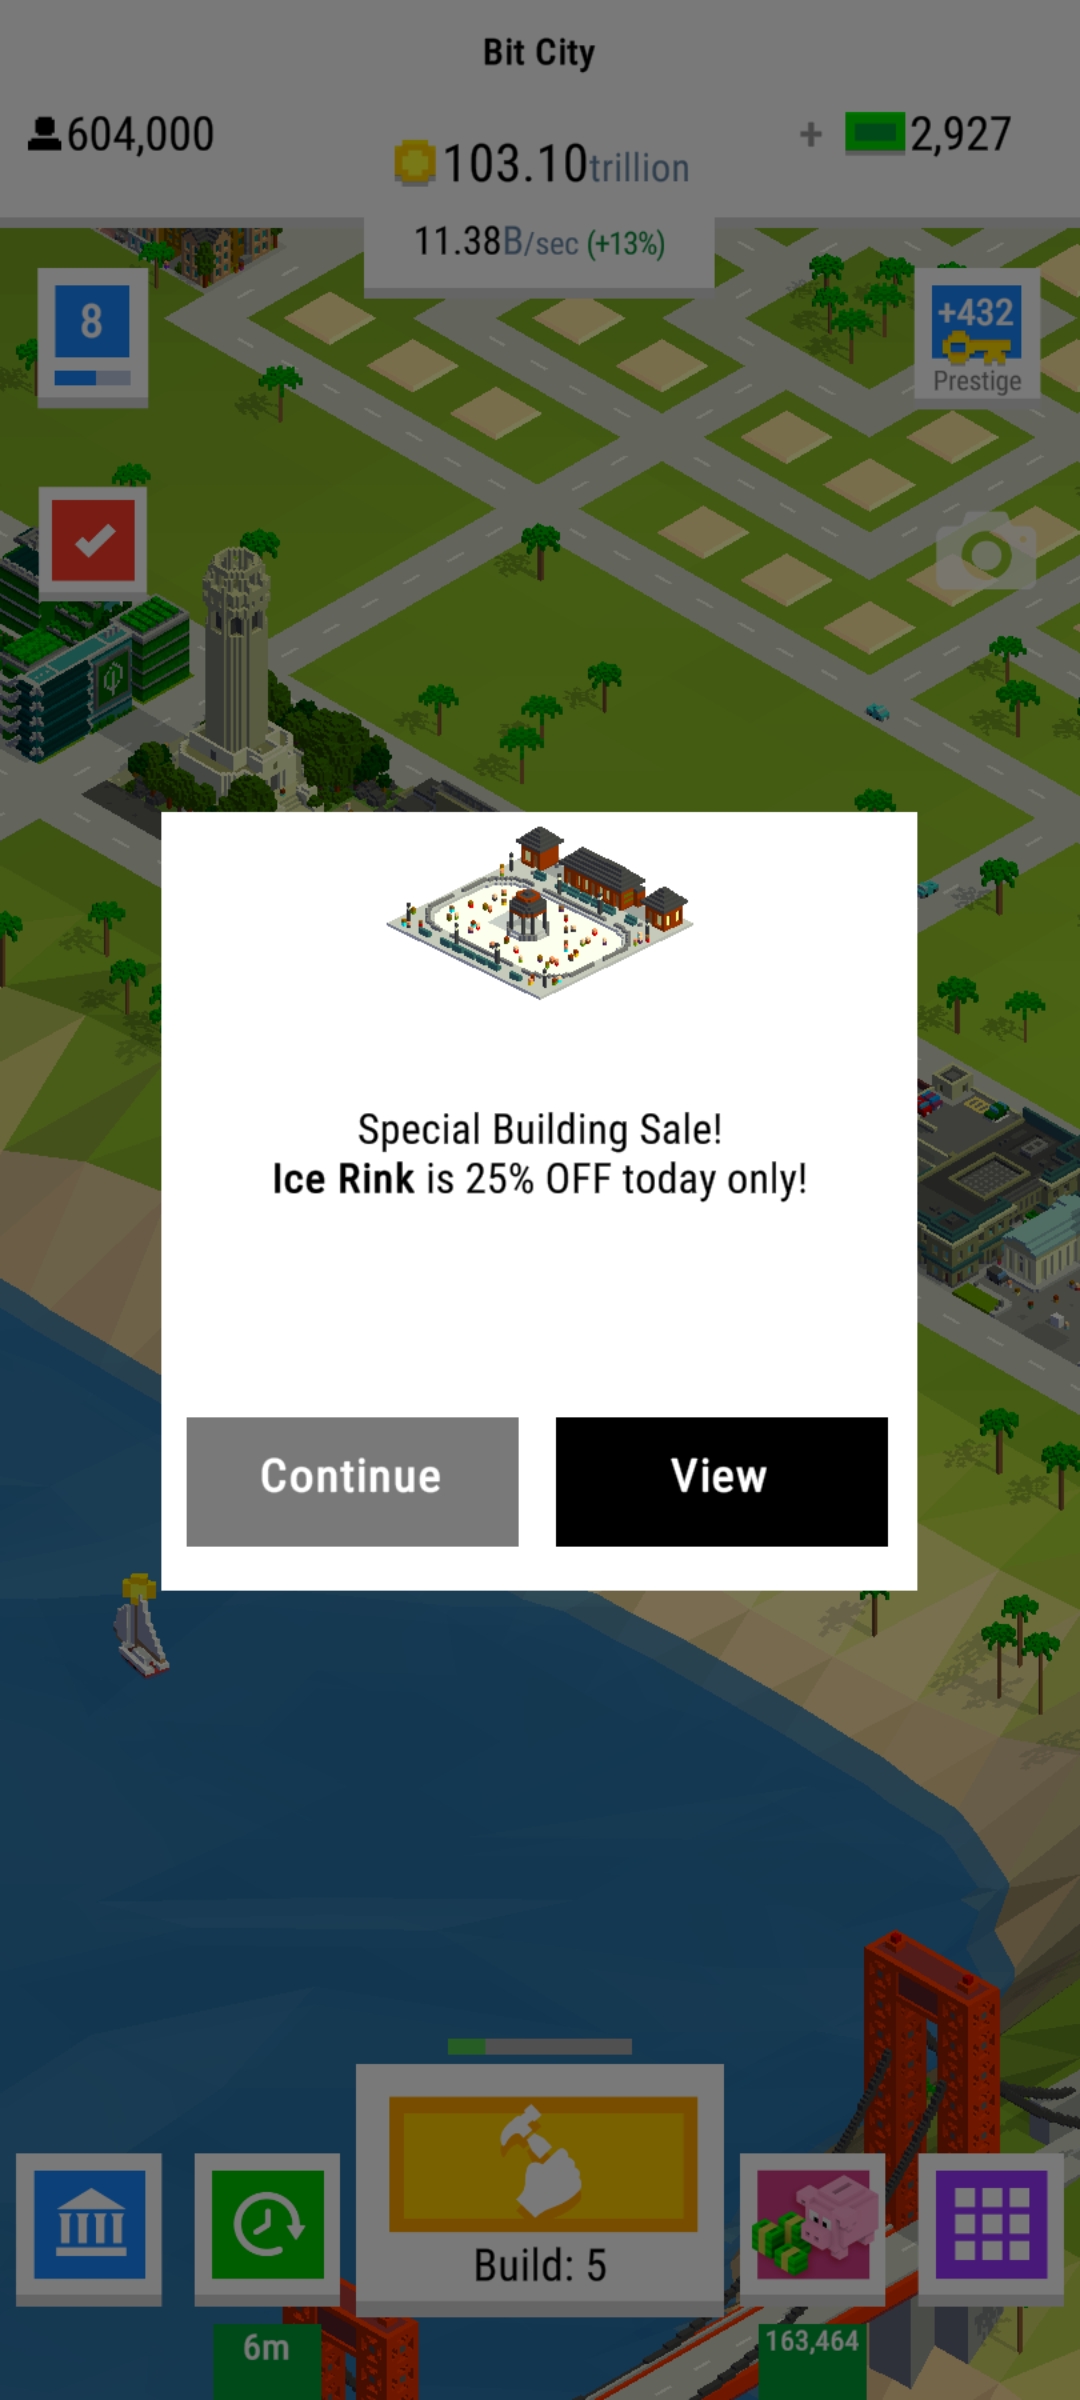 Bit City
604,000
103.10trillion
+ 2,927
11.38B/sec (+13%)
8
+432
Prestige
Special Building Sale!
Ice Rink is 25% OFF today only!
Continue
View
Build: 5
6m
163,464